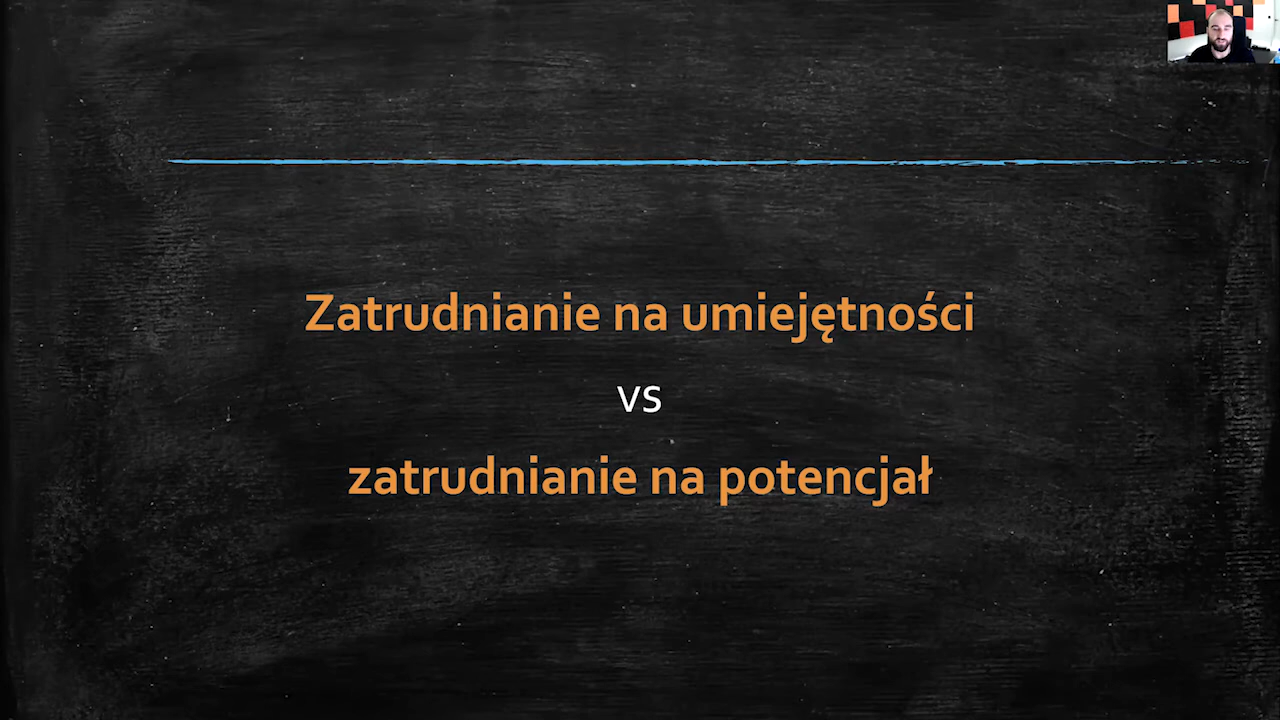 Zatrudnianie na umiejętności
vs
zatrudnianie na potencjał